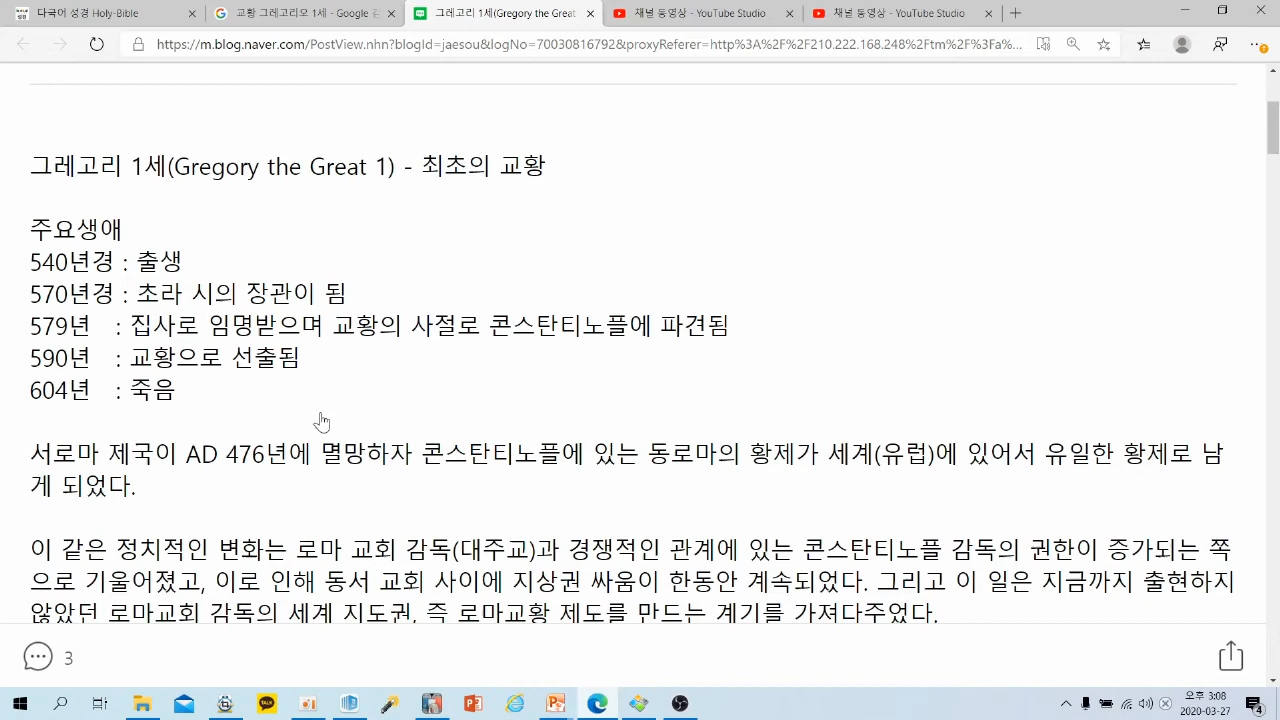 다국어 성경 Holy-Bible
교황 그레고리오 1세 - Google 검
그레고리 1세(Gregory the Great
채널 동영상 - YouTube Studio
채널 동영상 - YouTube Studio
https://m.blog.naver.com/PostView.nhn?blogId=jaesout&logNo=70030816792&proxyReferer=http%3A%2F%2F210.222.168.248%2Ftm%2F%3Fa%...
그레고리 1세(Gregory the Great 1) - 최초의 교황
주요생애
540년경 : 출생
570년경 : 초라 시의 장관이 됨
579년 : 집사로 임명받으며 교황의 사절로 콘스탄티노플에 파견됨
590년 : 교황으로 선출됨
604년 : 죽음
서로마 제국이 AD 476년에 멸망하자 콘스탄티노플에 있는 동로마의 황제가 세계(유럽)에 있어서 유일한 황제로 남
게 되었다.
이 같은 정치적인 변화는 로마 교회 감독(대주교)과 경쟁적인 관계에 있는 콘스탄티노플 감독의 권한이 증가되는 쪽
으로 기울어졌고, 이로 인해 동서 교회 사이에 지상권 싸움이 한동안 계속되었다. 그리고 이 일은 지금까지 출현하지
않았던 로마교회 감독의 세계 지도권, 즉 로마교황 제도를 만드는 계기를 가져다주었다.
3
TALK
오후 3:08
2020-03-27
4